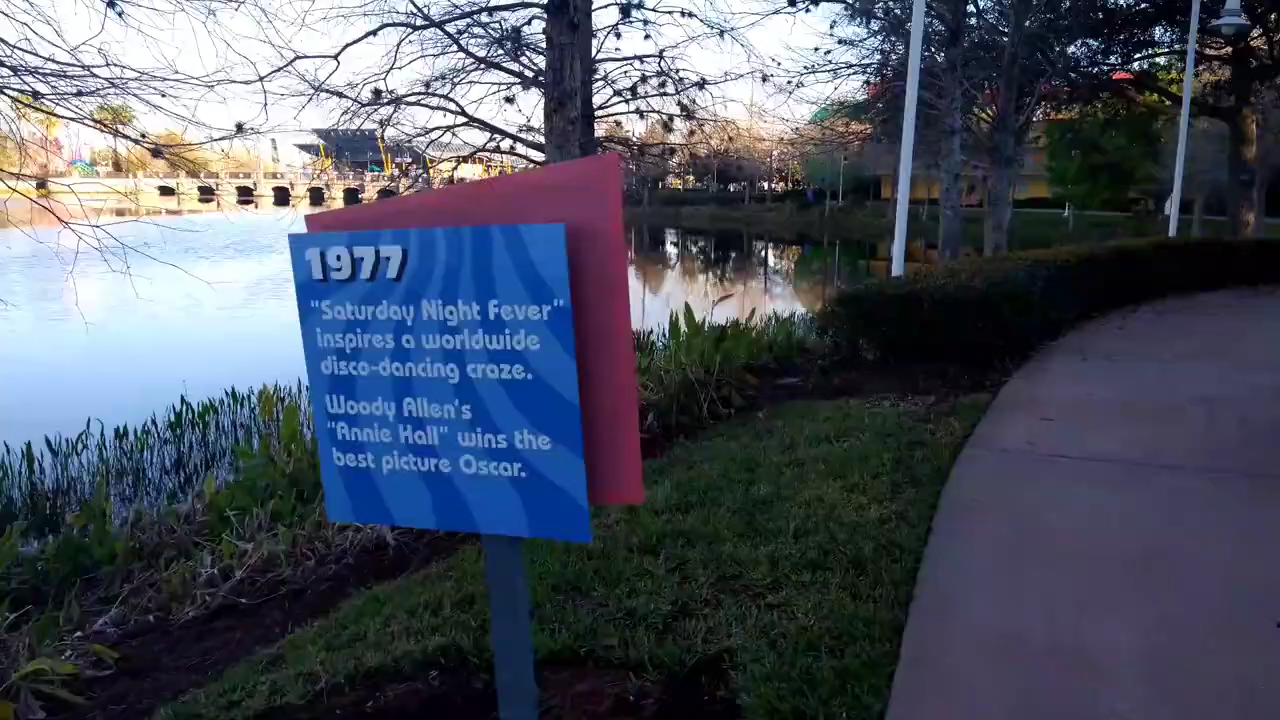 1977
"Saturday Night Fever"
inspires a worldwide
disco-dancing craze.
Woody Allen's
"Annie Hall" wins the
best picture Oscar.